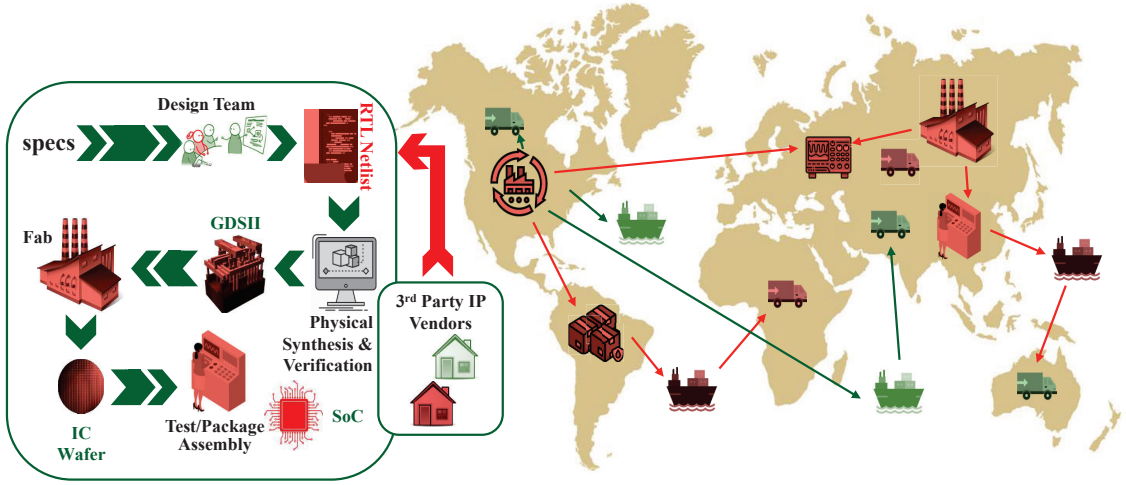 Design Team
specs
RTL Netlist
Fab
GDSII
3rd Party IP
Vendors
Physical
Synthesis &
Verification
IC
Wafer
Test/Package
Assembly
SoC